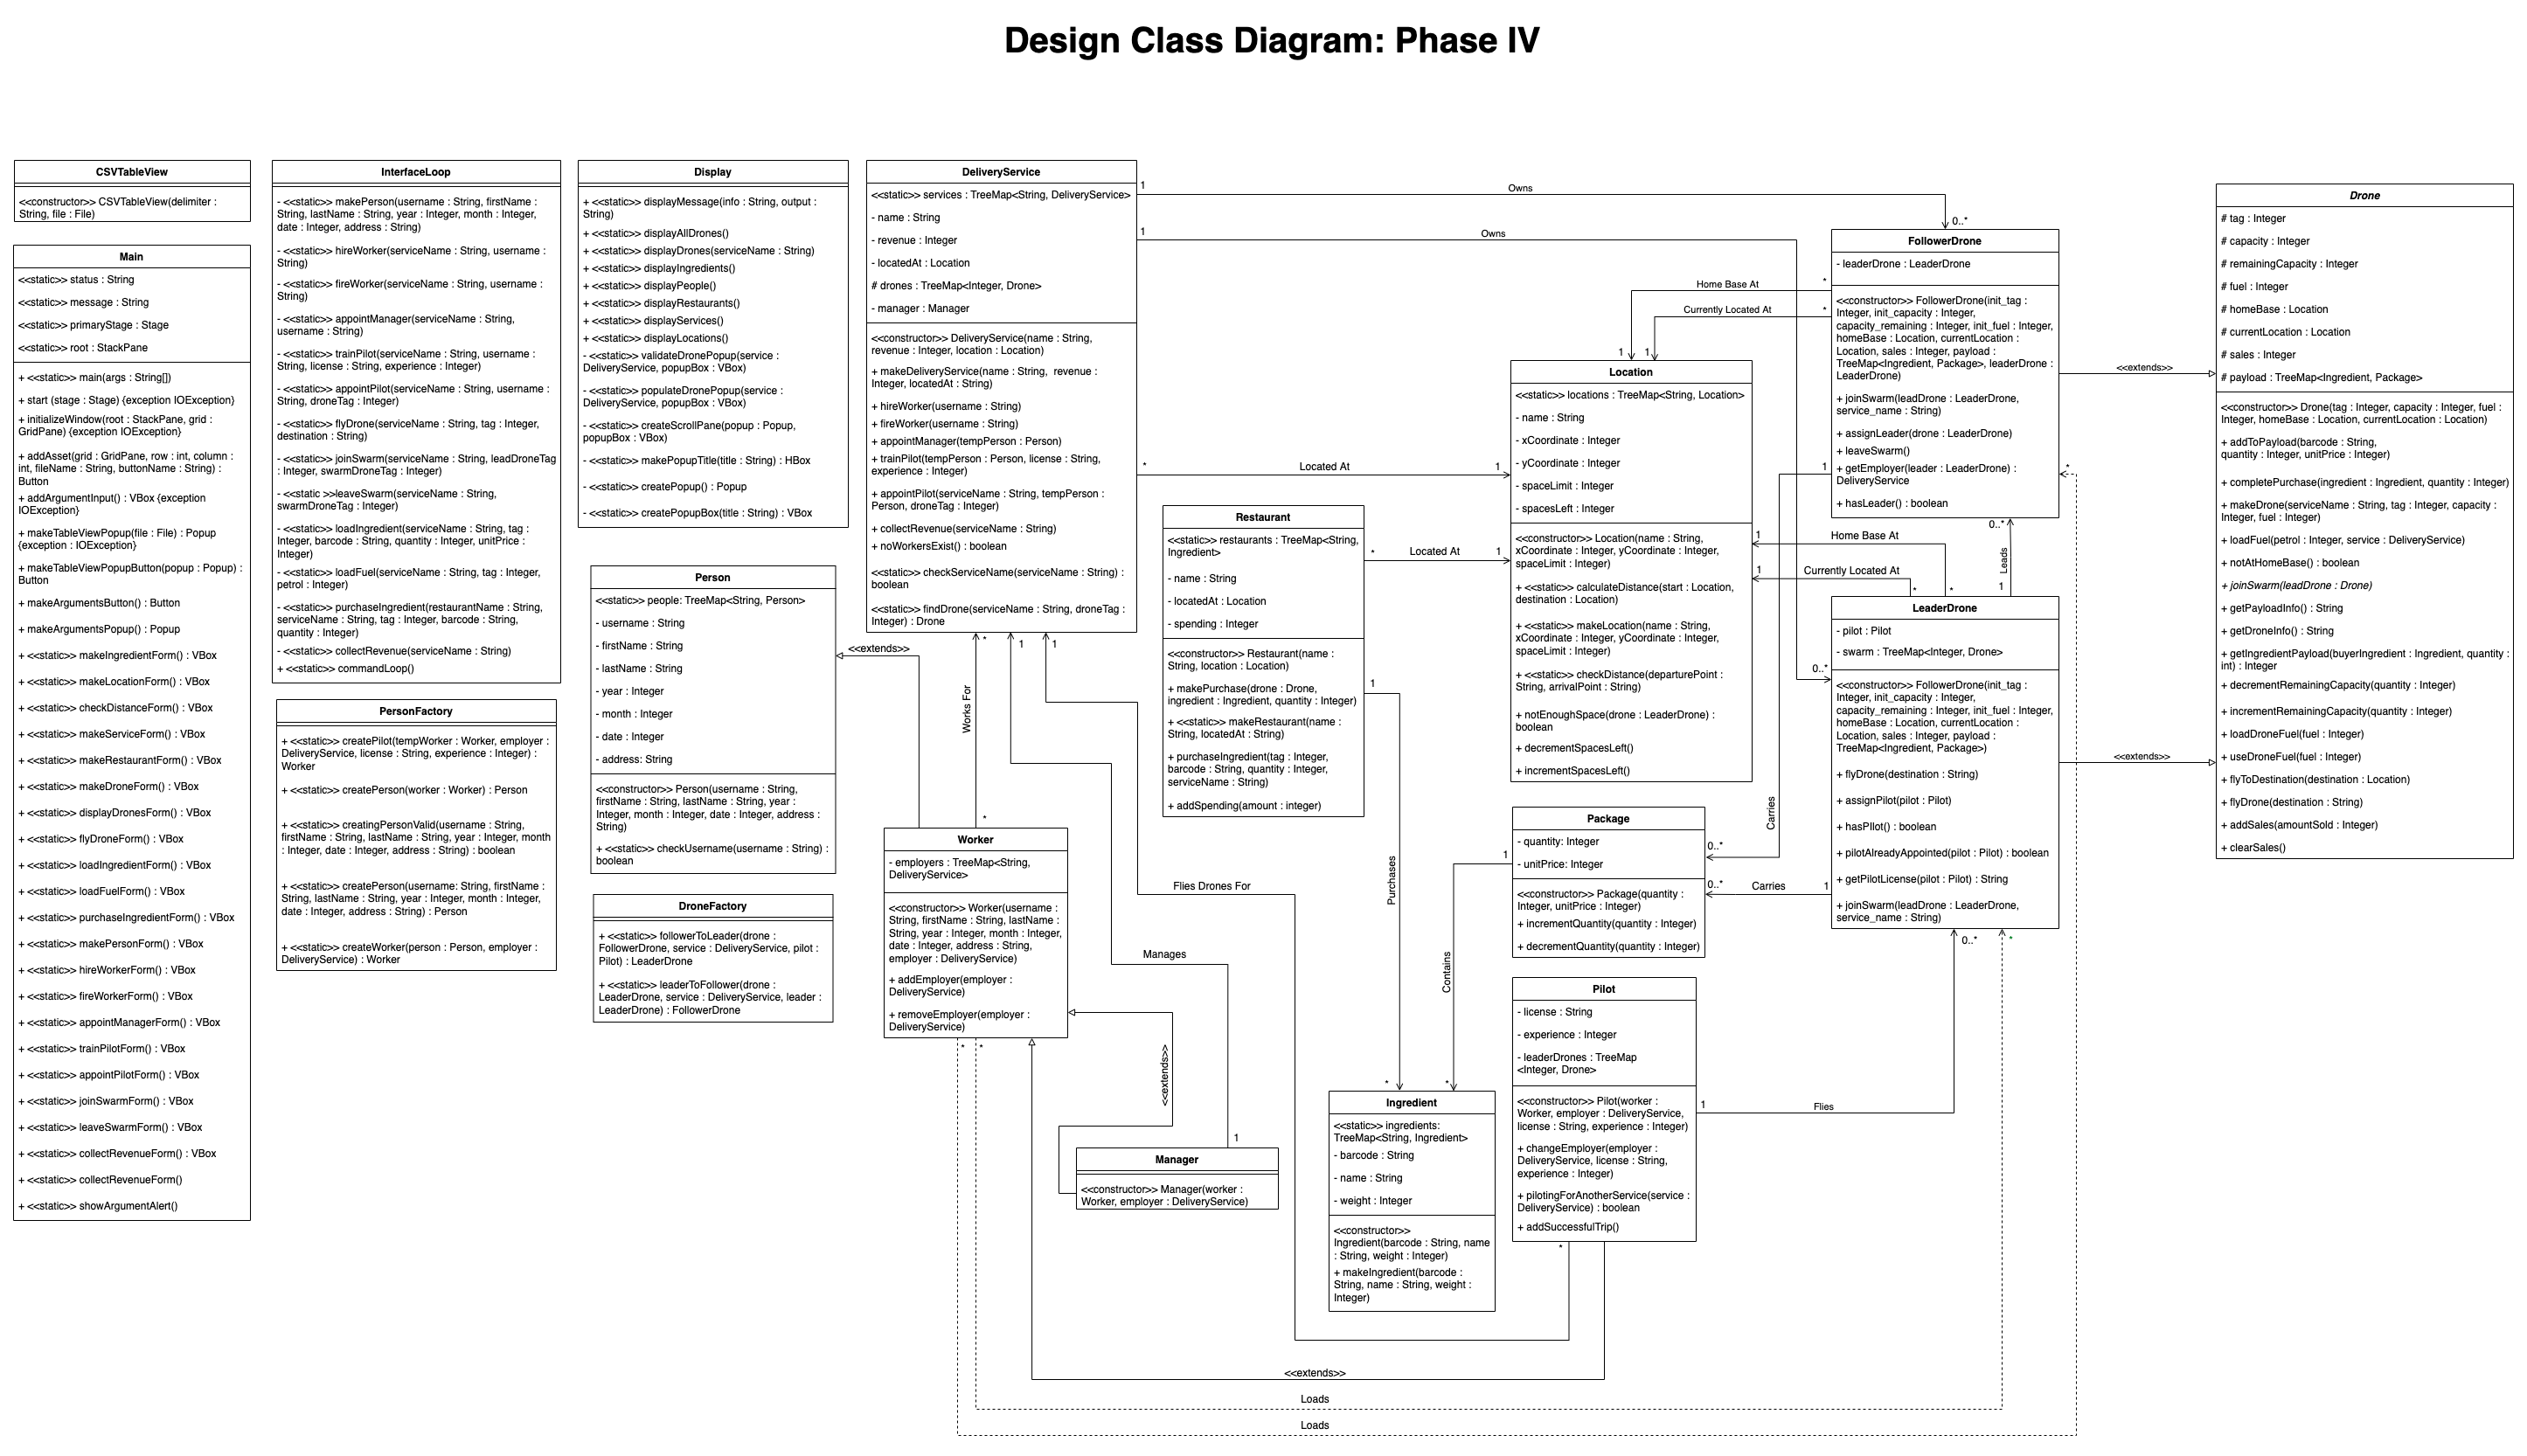 Design Class Diagram: Phase IV
CSVTableView
<<constructor>> CSVTableView(delimiter :
String, file : File)
Main
<<static>> status : String
<<static>> message : String
<<static>> primaryStage : Stage
<<static>> root : StackPane
+ <<static>> main(args : String[])
+ start (stage : Stage) {exception IOException}
+ initializeWindow(root : StackPane, grid :
GridPane) {exception IOException}
+ addAsset(grid : GridPane, row : int, column :
int, fileName : String, buttonName : String) :
Button
+ addArgumentInput() : VBox {exception
IOException}
+ makeTableViewPopup(file : File) : Popup
{exception : IOException}
+ makeTableViewPopupButton(popup : Popup) :
Button
+ makeArgumentsButton() : Button
+ makeArgumentsPopup() : Popup
+ <<static>> makeIngredientForm() : VBox
+ <<static>> makeLocationForm() : VBox
+ <<static>> checkDistanceForm() : VBox
+ <<static>> makeServiceForm() : VBox
+ <<static>> makeRestaurantForm() : VBox
+ <<static>> makeDroneForm() : VBox
+ <<static>> displayDronesForm() : VBox
+ <<static>> flyDroneForm() : VBox
+ <<static>> loadIngredientForm() : VBox
+ <<static>> loadFuelForm() : VBox
+ <<static>> purchaseIngredientForm() : VBox
+ <<static>> makePersonForm() : VBox
+ <<static>> hireWorkerForm() : VBox
+ <<static>> fireWorkerForm() : VBox
+ <<static>> appointManagerForm() : VBox
+ <<static>> trainPilotForm() : VBox
+ <<static>> appointPilotForm() : VBox
+ <<static>> joinSwarmForm() : VBox
+ <<static>> leaveSwarmForm() : VBox
+ <<static>> collectRevenueForm() : VBox
+ <<static>> collectRevenueForm()
+ <<static>> showArgumentAlert()
InterfaceLoop
- <<static>> makePerson(username : String, firstName :
String, lastName : String, year : Integer, month : Integer,
date : Integer, address : String)
- <<static>> hireWorker(serviceName : String, username :
String)
- <<static>> fireWorker(serviceName : String, username :
String)
- <<static>> appointManager(serviceName : String,
username : String)
- <<static>> trainPilot(serviceName : String, username :
String, license : String, experience : Integer)
- <<static>> appointPilot(serviceName : String, username :
String, droneTag : Integer)
- <<static>> flyDrone(serviceName : String, tag : Integer,
destination : String)
- <<static>> joinSwarm(serviceName : String, leadDroneTag
: Integer, swarmDroneTag : Integer)
- <<static >>leaveSwarm(serviceName : String,
swarmDroneTag : Integer)
- <<static>> loadIngredient(serviceName : String, tag :
Integer, barcode : String, quantity : Integer, unitPrice :
Integer)
- <<static>> loadFuel(serviceName : String, tag : Integer,
petrol : Integer)
- <<static>> purchaseIngredient(restaurantName : String,
serviceName : String, tag : Integer, barcode : String,
quantity : Integer)
- <<static>> collectRevenue(serviceName : String)
+ <<static>> commandLoop()
PersonFactory
+ <<static>> createPilot(tempWorker : Worker, employer :
DeliveryService, license : String, experience : Integer) :
Worker
+ <<static>> createPerson(worker : Worker) : Person
+ <<static>> creatingPersonValid(username : String,
firstName : String, lastName : String, year : Integer, month
: Integer, date : Integer, address : String) : boolean
+ <<static>> createPerson(username: String, firstName :
String, lastName : String, year : Integer, month : Integer,
date : Integer, address : String) : Person
+ <<static>> createWorker(person : Person, employer :
DeliveryService) : Worker
Display
+ <<static>> displayMessage(info : String, output :
String)
+ <<static>> displayAllDrones()
+ <<static>> displayDrones(serviceName : String)
+ <<static>> displayIngredients()
+ <<static>> displayPeople()
+ <<static>> displayRestaurants()
+ <<static>> displayServices()
+ <<static>> displayLocations()
- <<static>> validateDronePopup(service :
DeliveryService, popupBox : VBox)
- <<static>> populateDronePopup(service :
DeliveryService, popupBox : VBox)
- <<static>> createScrollPane(popup : Popup,
popupBox : VBox)
- <<static>> makePopupTitle(title : String) : HBox
- <<static>> createPopup() : Popup
- <<static>> createPopupBox(title : String) : VBox
Person
<<static>> people: TreeMap<String, Person>
- username : String
- firstName : String
- lastName : String
- year : Integer
- month : Integer
- date : Integer
- address: String
<<constructor>> Person(username : String,
firstName : String, lastName : String, year :
Integer, month : Integer, date : Integer, address :
String)
+ <<static>> checkUsername(username : String) :
boolean
DroneFactory
+ <<static>> followerToLeader(drone :
FollowerDrone, service : DeliveryService, pilot :
Pilot) : LeaderDrone
+ <<static>> leaderToFollower(drone :
LeaderDrone, service : DeliveryService, leader :
LeaderDrone) : FollowerDrone
DeliveryService
<<static>> services : TreeMap<String, DeliveryService>
- name : String
- revenue : Integer
- locatedAt : Location
# drones : TreeMap<Integer, Drone>
- manager : Manager
<<constructor>> DeliveryService(name : String,
revenue : Integer, location : Location)
+ makeDeliveryService(name : String,  revenue :
Integer, locatedAt : String)
+ hireWorker(username : String)
+ fireWorker(username : String)
+ appointManager(tempPerson : Person)
+ trainPilot(tempPerson : Person, license : String,
experience : Integer)
+ appointPilot(serviceName : String, tempPerson :
Person, droneTag : Integer)
+ collectRevenue(serviceName : String)
+ noWorkersExist() : boolean
<<static>> checkServiceName(serviceName : String) :
boolean
<<static>> findDrone(serviceName : String, droneTag :
Integer) : Drone
<<extends>>
Works For
*
*
1
1
Worker
- employers : TreeMap<String,
DeliveryService>
<<constructor>> Worker(username :
String, firstName : String, lastName :
String, year : Integer, month : Integer,
date : Integer, address : String,
employer : DeliveryService)
+ addEmployer(employer :
DeliveryService)
+ removeEmployer(employer :
DeliveryService)
* *
<<extends>>
Manages
1
Flies Drones For
Manager
<<constructor>> Manager(worker :
Worker, employer : DeliveryService)
1
Owns
0..*
1
Owns
0..*
*
Located At
1
Restaurant
<<static>> restaurants : TreeMap<String,
Ingredient>
- name : String
- locatedAt : Location
- spending : Integer
<<constructor>> Restaurant(name :
String, location : Location)
+ makePurchase(drone : Drone,
ingredient : Ingredient, quantity : Integer)
+ <<static>> makeRestaurant(name :
String, locatedAt : String)
+ purchaseIngredient(tag : Integer,
barcode : String, quantity : Integer,
serviceName : String)
+ addSpending(amount : integer)
*
Located At
1
1
Purchases
*
Location
<<static>> locations : TreeMap<String, Location>
- name : String
- xCoordinate : Integer
- yCoordinate : Integer
- spaceLimit : Integer
- spacesLeft : Integer
<<constructor>> Location(name : String,
xCoordinate : Integer, yCoordinate : Integer,
spaceLimit : Integer)
+ <<static>> calculateDistance(start : Location,
destination : Location)
+ <<static>> makeLocation(name : String,
xCoordinate : Integer, yCoordinate : Integer,
spaceLimit : Integer)
+ <<static>> checkDistance(departurePoint :
String, arrivalPoint : String)
+ notEnoughSpace(drone : LeaderDrone) :
boolean
+ decrementSpacesLeft()
+ incrementSpacesLeft()
Home Base At
*
1
Currently Located At
*
1
1
Home Base At
*
1
Currently Located At
*
Package
- quantity: Integer
- unitPrice: Integer
<<constructor>> Package(quantity :
Integer, unitPrice : Integer)
+ incrementQuantity(quantity : Integer)
+ decrementQuantity(quantity : Integer)
1
Contains
*
0..*
Carries
1
0..*
Carries
1
Ingredient
<<static>> ingredients:
TreeMap<String, Ingredient>
- barcode : String
- name : String
- weight : Integer
<<constructor>>
Ingredient(barcode : String, name
: String, weight : Integer)
+ makeIngredient(barcode :
String, name : String, weight :
Integer)
Pilot
- license : String
- experience : Integer
- leaderDrones : TreeMap
<Integer, Drone>
<<constructor>> Pilot(worker :
Worker, employer : DeliveryService,
license : String, experience : Integer)
+ changeEmployer(employer :
DeliveryService, license : String,
experience : Integer)
+ pilotingForAnotherService(service :
DeliveryService) : boolean
+ addSuccessfulTrip()
*
1
Flies
0..*
<<extends>>
Loads
Loads
*
*
FollowerDrone
- leaderDrone : LeaderDrone
<<constructor>> FollowerDrone(init_tag :
Integer, init_capacity : Integer,
capacity_remaining : Integer, init_fuel : Integer,
homeBase : Location, currentLocation :
Location, sales : Integer, payload :
TreeMap<Ingredient, Package>, leaderDrone :
LeaderDrone)
+ joinSwarm(leadDrone : LeaderDrone,
service_name : String)
+ assignLeader(drone : LeaderDrone)
+ leaveSwarm()
+ getEmployer(leader : LeaderDrone) :
DeliveryService
+ hasLeader() : boolean
0..*
Leads
1
LeaderDrone
- pilot : Pilot
- swarm : TreeMap<Integer, Drone>
<<constructor>> FollowerDrone(init_tag :
Integer, init_capacity : Integer,
capacity_remaining : Integer, init_fuel : Integer,
homeBase : Location, currentLocation :
Location, sales : Integer, payload :
TreeMap<Ingredient, Package>)
+ flyDrone(destination : String)
+ assignPilot(pilot : Pilot)
+ hasPIlot() : boolean
+ pilotAlreadyAppointed(pilot : Pilot) : boolean
+ getPilotLicense(pilot : Pilot) : String
+ joinSwarm(leadDrone : LeaderDrone,
service_name : String)
<<extends>>
<<extends>>
Drone
# tag : Integer
# capacity : Integer
# remainingCapacity : Integer
# fuel : Integer
# homeBase : Location
# currentLocation : Location
# sales : Integer
# payload : TreeMap<Ingredient, Package>
<<constructor>> Drone(tag : Integer, capacity : Integer, fuel :
Integer, homeBase : Location, currentLocation : Location)
+ addToPayload(barcode : String,
quantity : Integer, unitPrice : Integer)
+ completePurchase(ingredient : Ingredient, quantity : Integer)
+ makeDrone(serviceName : String, tag : Integer, capacity :
Integer, fuel : Integer)
+ loadFuel(petrol : Integer, service : DeliveryService)
+ notAtHomeBase() : boolean
+ joinSwarm(leadDrone : Drone)
+ getPayloadInfo() : String
+ getDroneInfo() : String
+ getIngredientPayload(buyerIngredient : Ingredient, quantity :
int) : Integer
+ decrementRemainingCapacity(quantity : Integer)
+ incrementRemainingCapacity(quantity : Integer)
+ loadDroneFuel(fuel : Integer)
+ useDroneFuel(fuel : Integer)
+ flyToDestination(destination : Location)
+ flyDrone(destination : String)
+ addSales(amountSold : Integer)
+ clearSales()